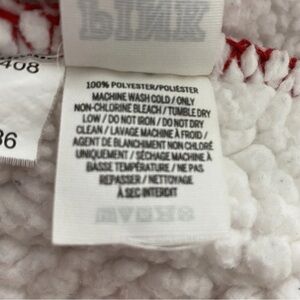 408
36
100% POLYESTER/POLIÉSTER
MACHINE WASH COLD / ONLY
NON-CHLORINE BLEACH / TUMBLE DRY
LOW / DO NOT IRON / DO NOT DRY
CLEAN / LAVAGE MACHINE À FROID /
AGENT DE BLANCHIMENT NON CHLORÉ
UNIQUEMENT / SÉCHAGE MACHINE À
BASSE TEMPÉRATURE / NE PAS
REPASSER / NETTOYAGE
À SEC INTERDIT